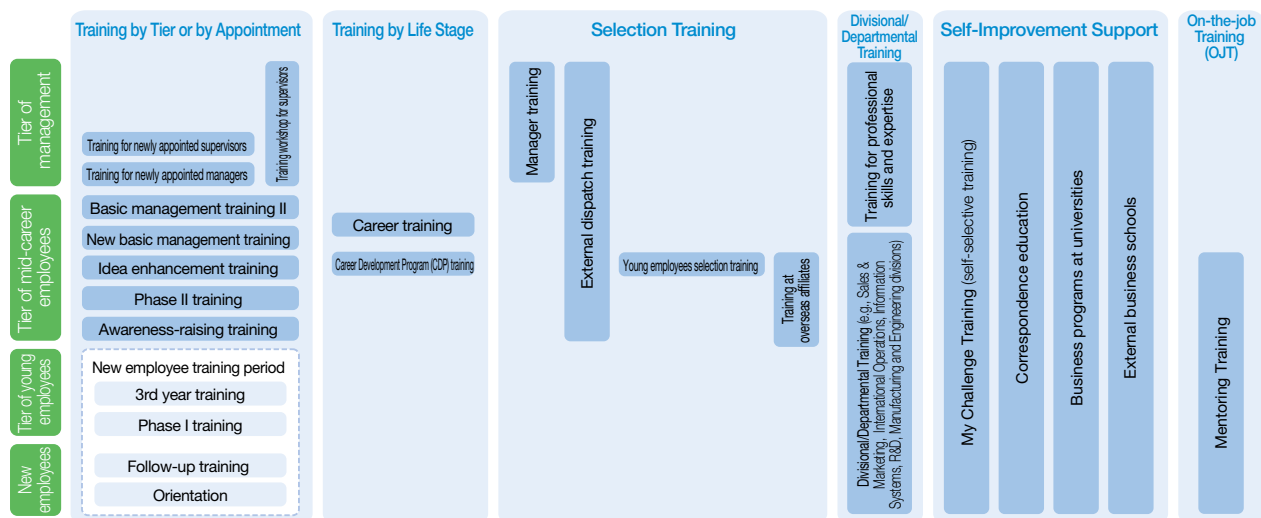 Training by Tier or by Appointment
Training by Life Stage
Selection Training
Divisional/
Departmental
Training
Self-Improvement Support
On-the-job
Training
(OJT)
Tier of
management
Training for newly appointed supervisors
Training for newly appointed managers
Training workshop for supervisors
Manager training
External dispatch training
Training for professional
skills and expertise
My Challenge Training (self-selective training)
Correspondence education
Business programs at universities
External business schools
Tier of mid-career
employees
Basic management training II
New basic management training
Idea enhancement training
Phase II training
Awareness-raising training
Career training
Career Development Program (CDP) training
Young employees selection training
Training at
overseas affiliates
Divisional/Departmental Training (e.g., Sales &
Marketing, International Operations, Information
Systems, R&D, Manufacturing and Engineering divisions)
Mentoring Training
Tier of young
employees
New employee training period
3rd year training
Phase I training
New
employees
Follow-up training
Orientation